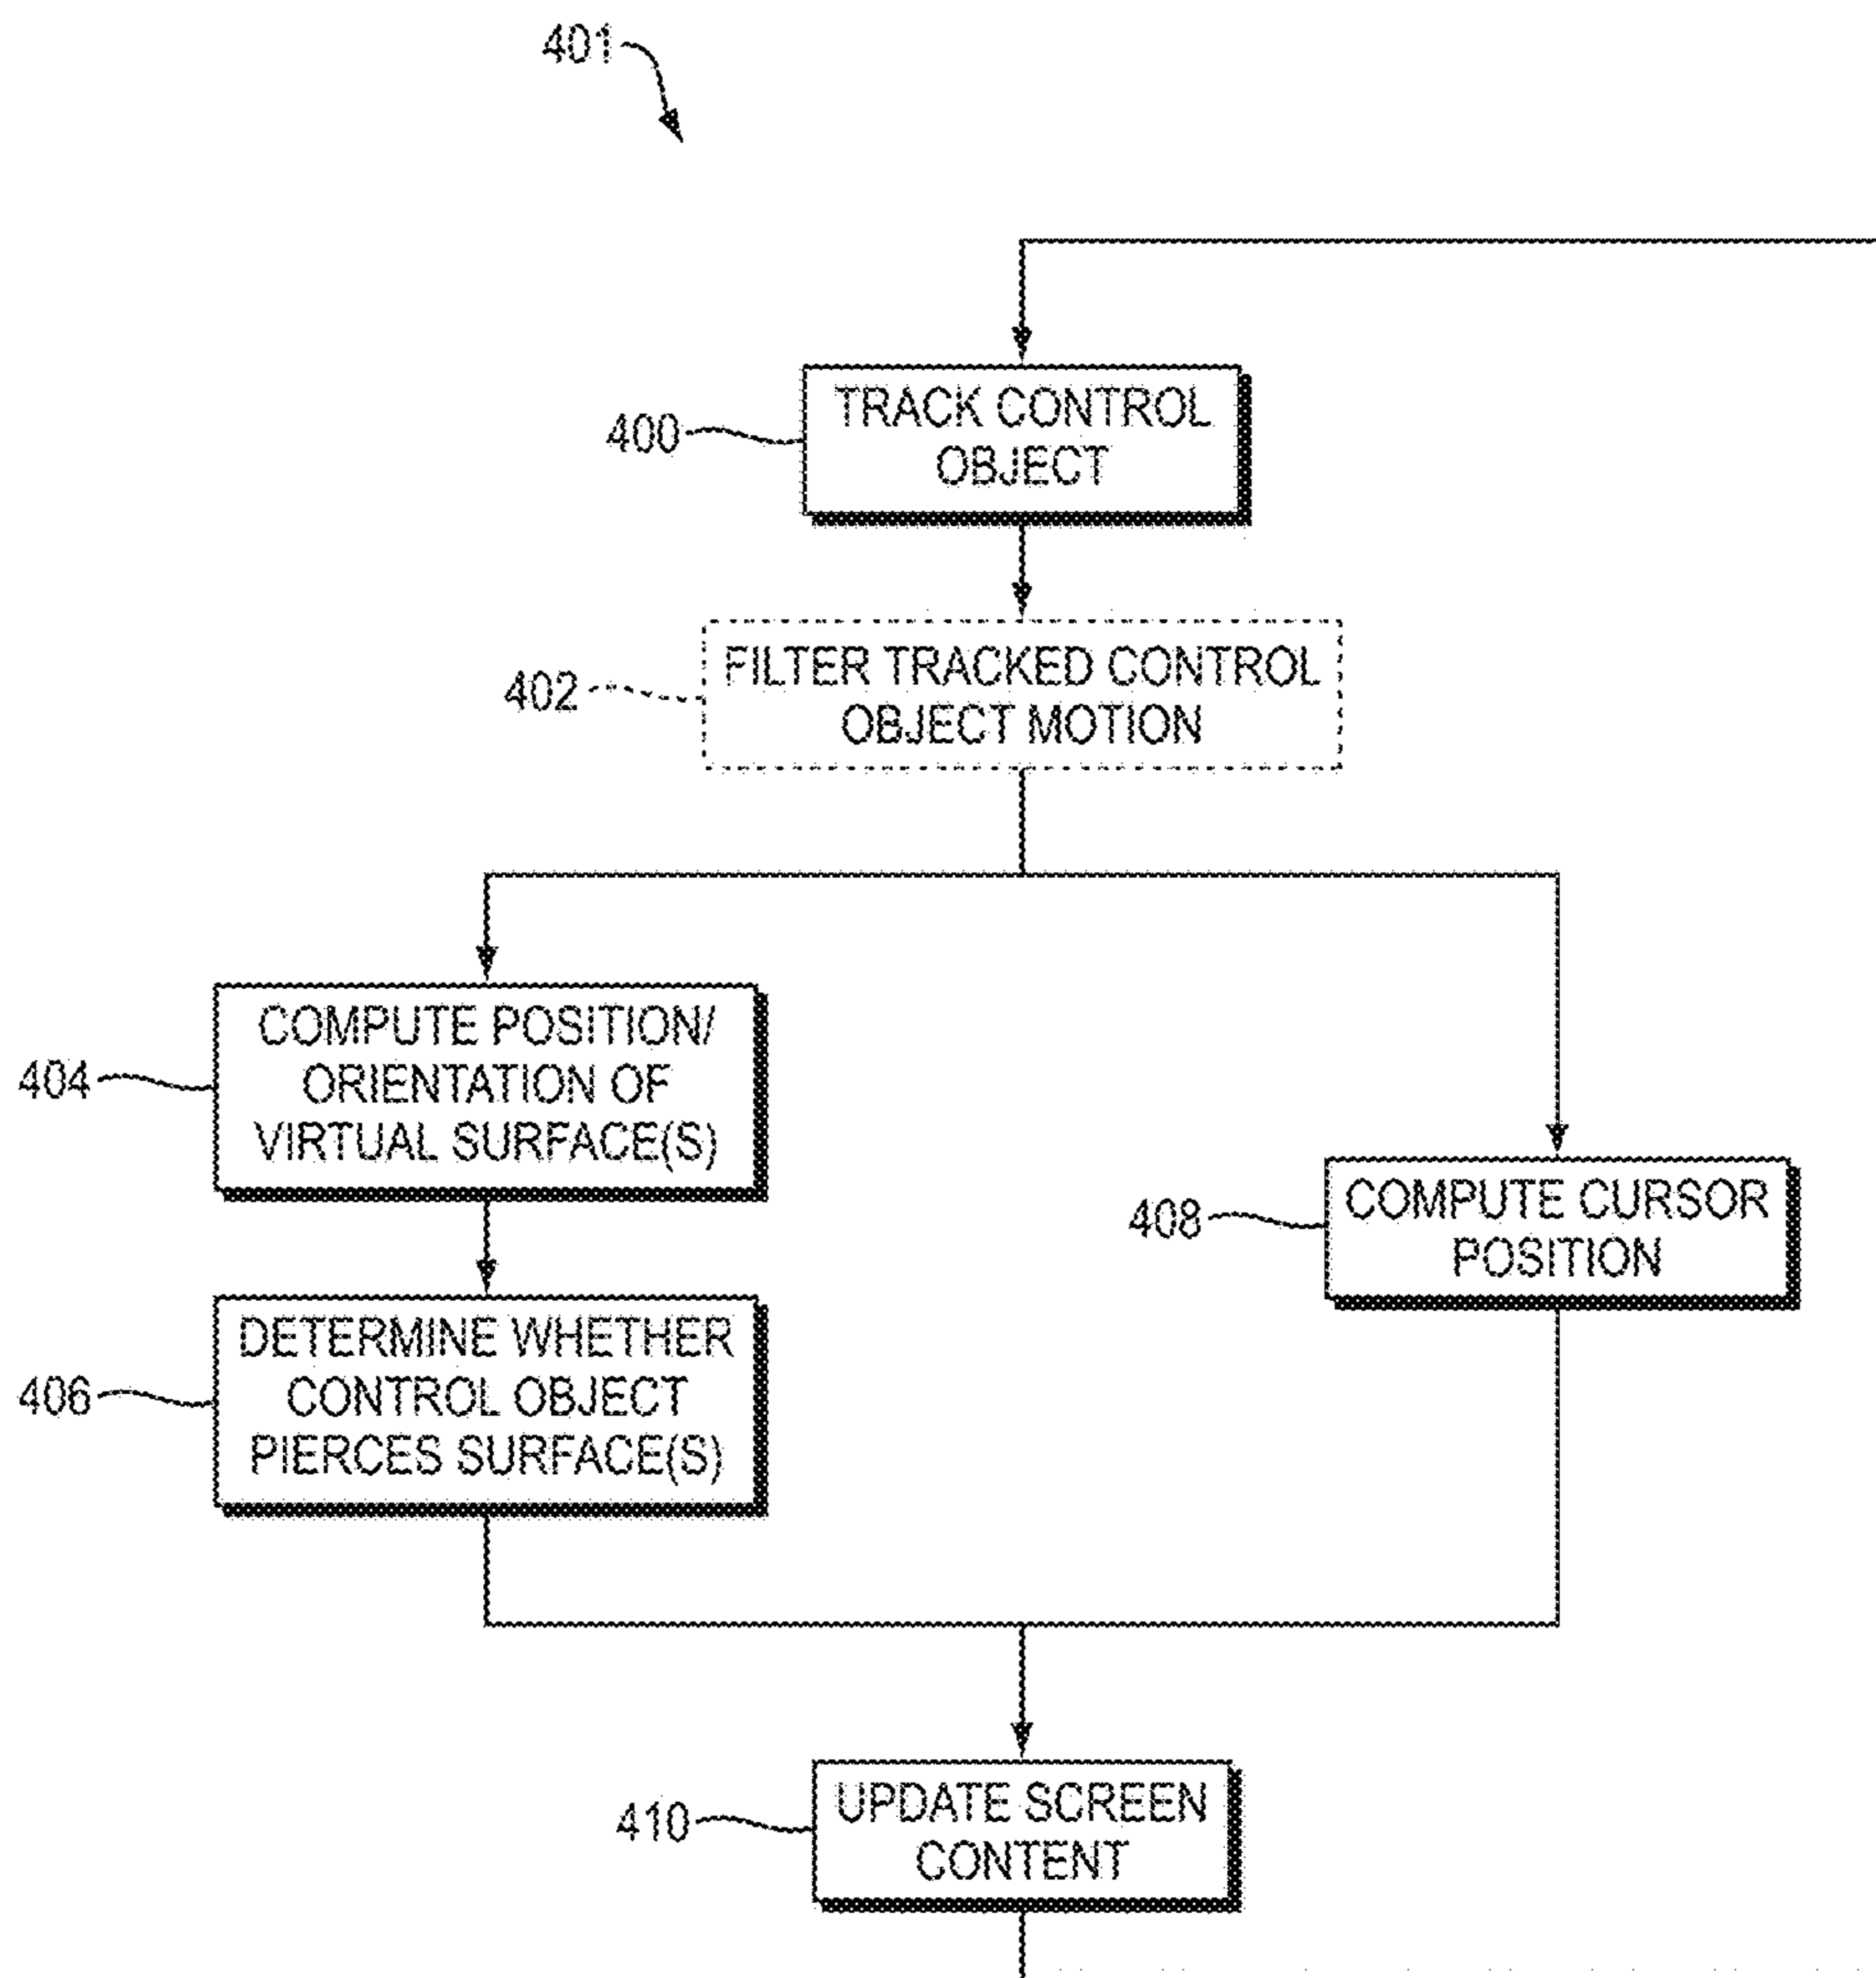 401
400
TRACK CONTROL
OBJECT
402
FILTER TRACKED CONTROL
OBJECT MOTION
404
COMPUTE POSITION/
ORIENTATION OF
VIRTUAL SURFACE(S)
408
COMPUTE CURSOR
POSITION
406
DETERMINE WHETHER
CONTROL OBJECT
PIERCES SURFACE(S)
410
UPDATE SCREEN
CONTENT